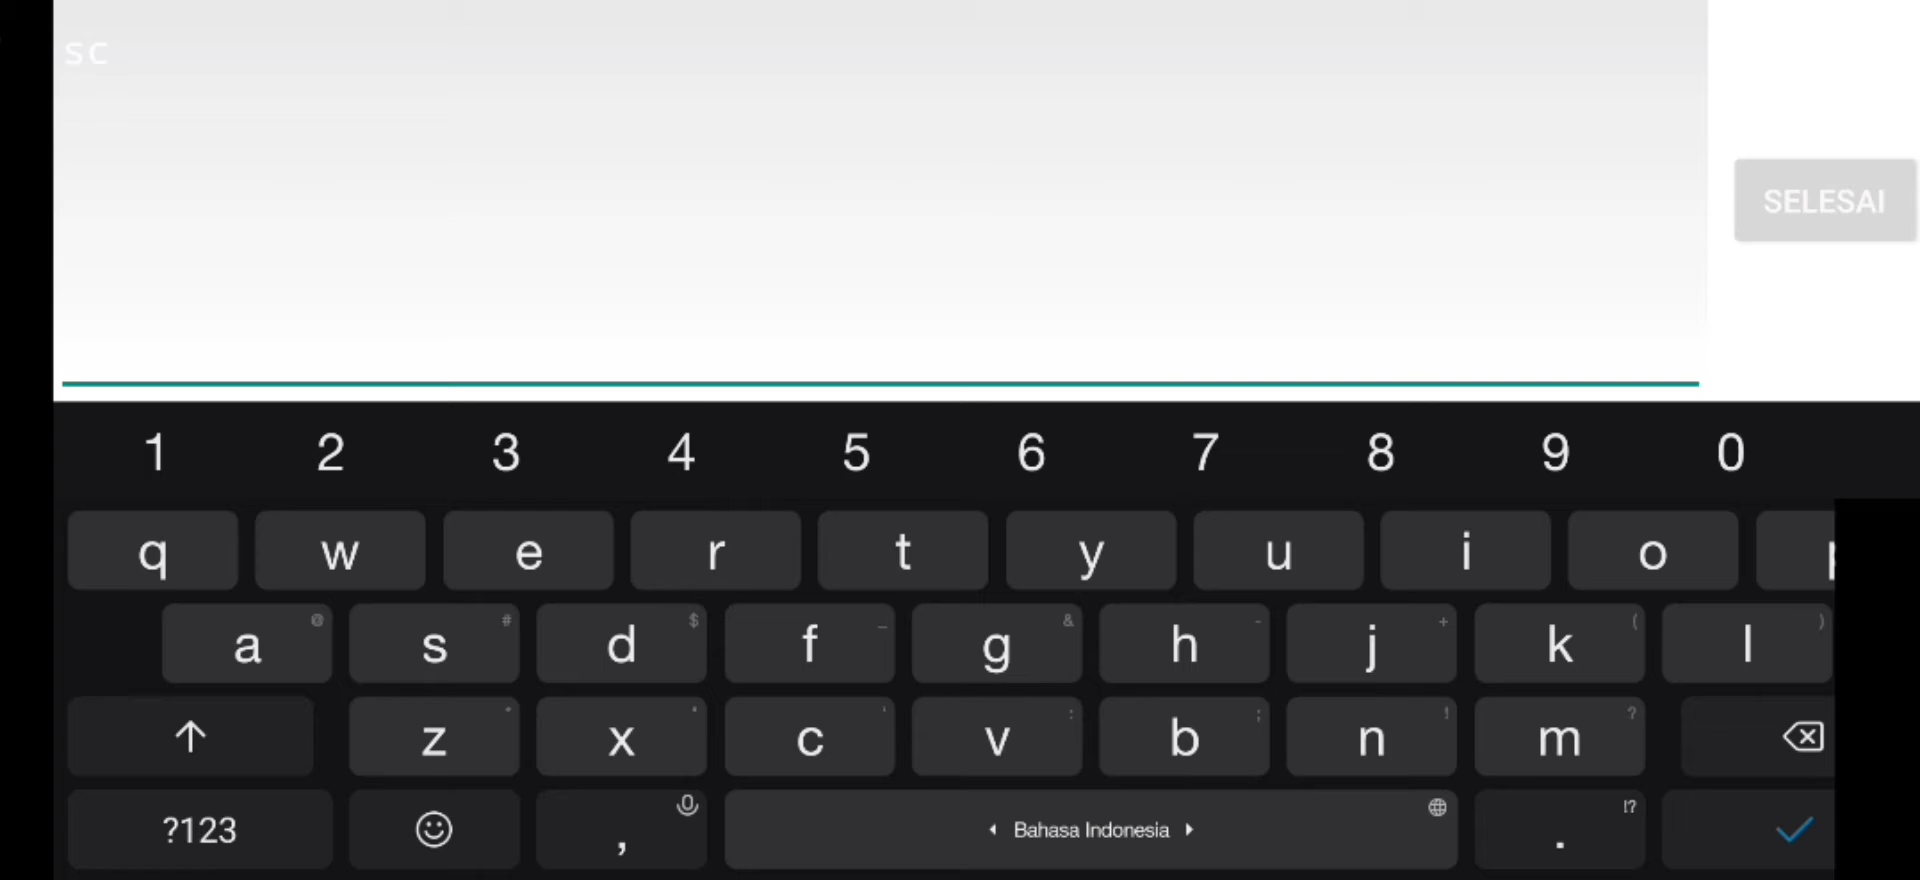 sc
SELESAI
1 2 3 4 5 6 7 8 9 0
q w e r t y u i o p
a @ s # d $ f _ g & h - j + k ( l )
z x c v : b ; n ! m ?
?123 , Bahasa Indonesia . !?